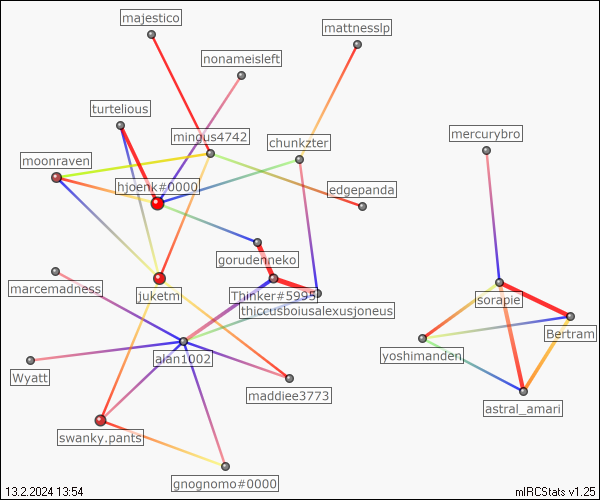 majestico
mattnesslp
nonameisleft
turtelious
mingus4742
mercurybro
chunkzter
moonraven
hjoenk#0000
edgepanda
gorudenneko
marcemadness
juketm
Thinker#5995
sorapie
thiccusboiusalexusjoneus
Bertram
alan1002
yoshimanden
Wyatt
maddiee3773
astral_amari
swanky.pants
gnognomo#0000
13.2.2024 13:54
mIRCStats v1.25